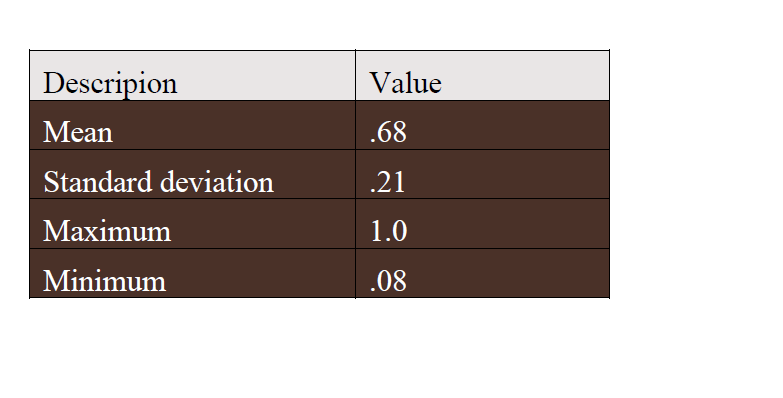 Descripion Value
Mean .68
Standard deviation .21
Maximum 1.0
Minimum .08